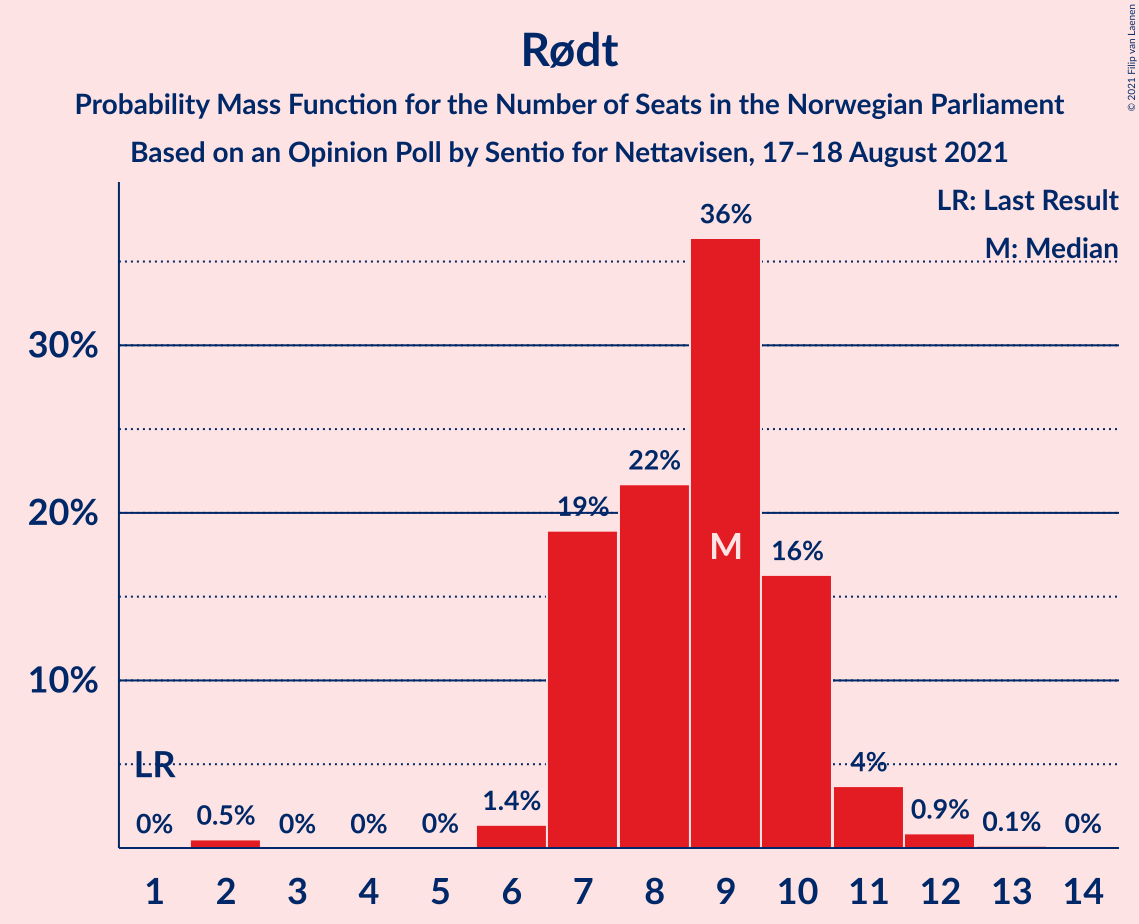 Rødt
Probability Mass Function for the Number of Seats in the Norwegian Parliament
Based on an Opinion Poll by Sentio for Nettavisen, 17–18 August 2021
© 2021 Filip van Laenen
LR: Last Result
M: Median
36%
30%
22%
20%
19%
M
16%
10%
LR
4%
0%
0.5%
0%
0%
0%
1.4%
0.9%
0.1%
0%
1 2 3 4 5 6 7 8 9 10 11 12 13 14